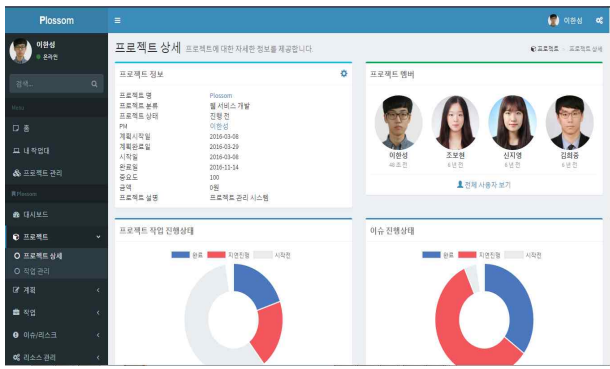 Plossom
이한성
이한성
온라인
검색...
Menu
홈
내 작업대
프로젝트 관리
Plossom
대시보드
프로젝트
프로젝트 상세
작업 관리
계획
작업
이슈/리스크
리소스 관리
프로젝트 상세 프로젝트에 대한 자세한 정보를 제공합니다.
프로젝트 > 프로젝트 상세
프로젝트 정보
프로젝트 명 Plossom
프로젝트 분류 웹 서비스 개발
프로젝트 상태 진행 전
PM 이한성
계획시작일 2016-03-08
계획완료일 2016-03-29
시작일 2016-03-08
완료일 2016-11-14
중요도 100
금액 0원
프로젝트 설명 프로젝트 관리 시스템
프로젝트 멤버
이한성 조보현 신지영 김희중
6년 전 6년 전 6년 전
전체 사용자 보기
프로젝트 작업 진행상태
완료 지연진행 시작전
이슈 진행상태
완료 지연진행 시작전